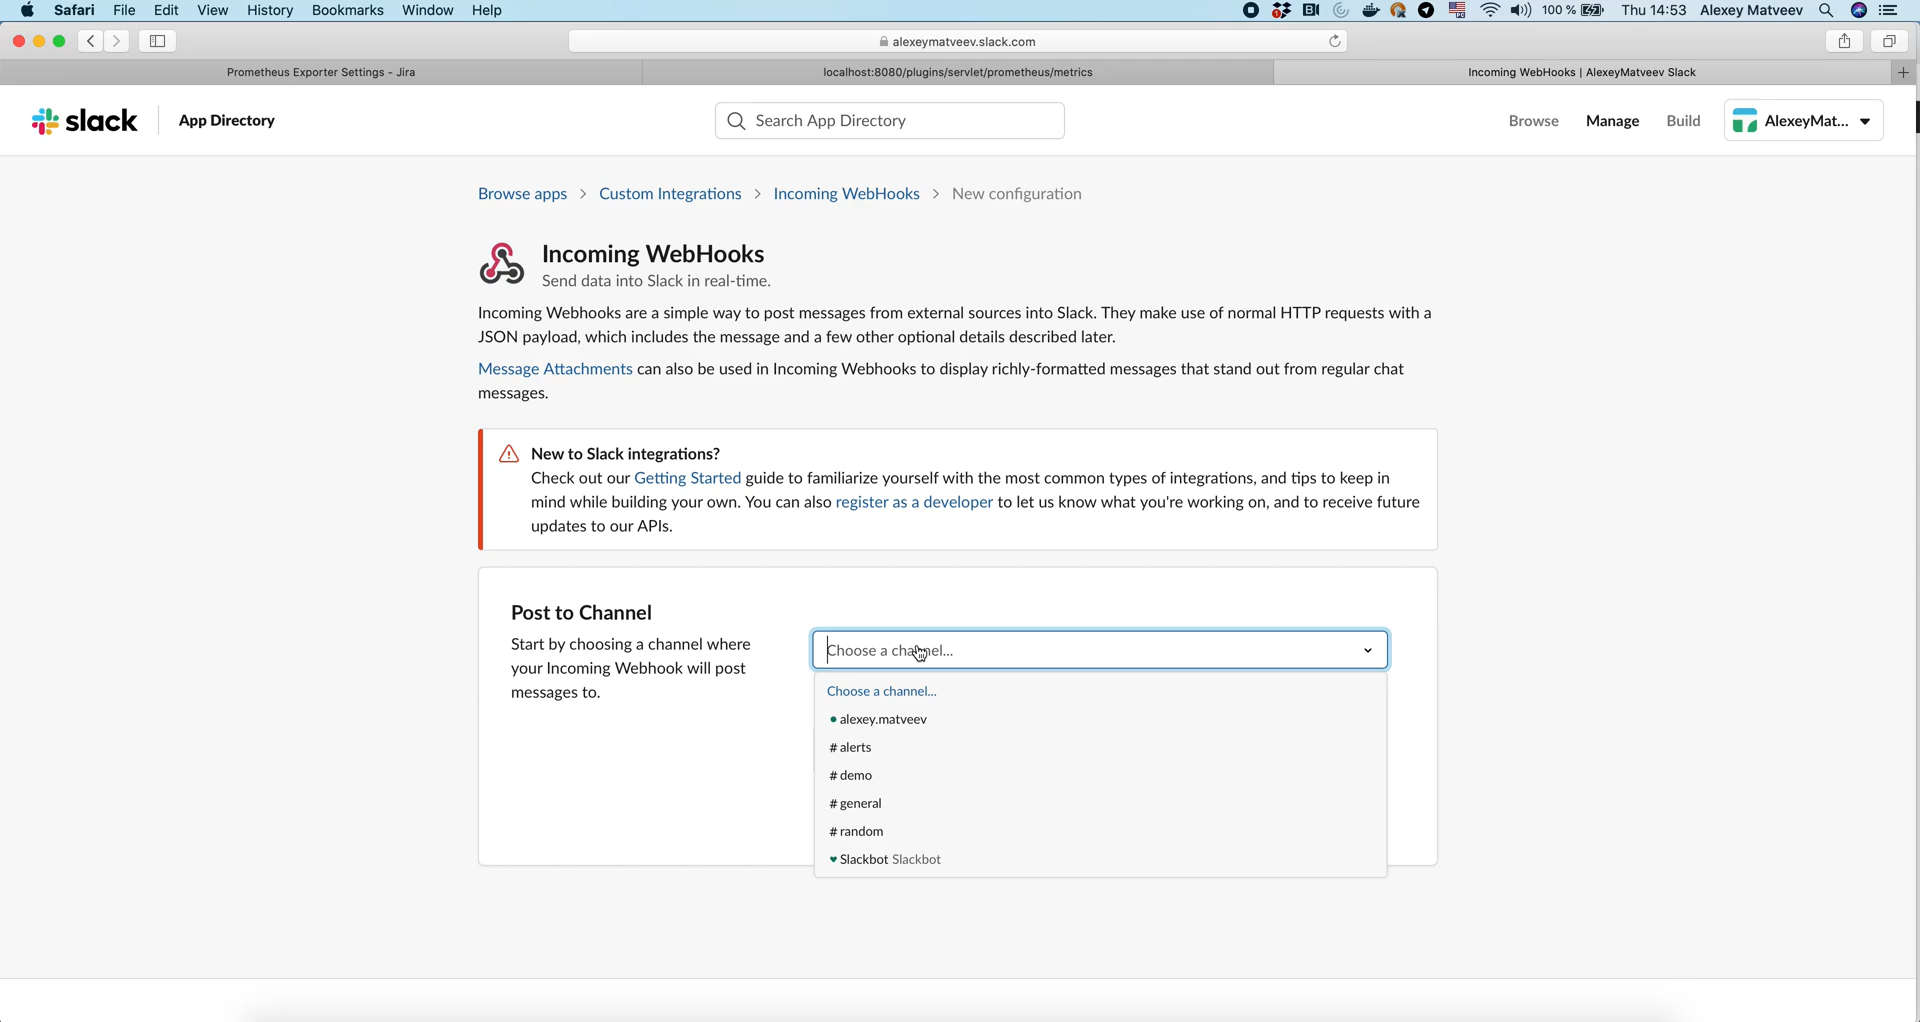 Safari File Edit View History Bookmarks Window Help 100 % Thu 14:53 Alexey Matveev
alexeymatveev.slack.com
Prometheus Exporter Settings - Jira
localhost:8080/plugins/servlet/prometheus/metrics
Incoming WebHooks | AlexeyMatveev Slack
slack App Directory
Search App Directory
Browse Manage Build AlexeyMat...
Browse apps > Custom Integrations > Incoming WebHooks > New configuration
Incoming WebHooks
Send data into Slack in real-time.
Incoming Webhooks are a simple way to post messages from external sources into Slack. They make use of normal HTTP requests with a
JSON payload, which includes the message and a few other optional details described later.
Message Attachments can also be used in Incoming Webhooks to display richly-formatted messages that stand out from regular chat
messages.
New to Slack integrations?
Check out our Getting Started guide to familiarize yourself with the most common types of integrations, and tips to keep in
mind while building your own. You can also register as a developer to let us know what you're working on, and to receive future
updates to our APIs.
Post to Channel
Start by choosing a channel where
your Incoming Webhook will post
messages to.
Choose a channel...
Choose a channel...
alexey.matveev
# alerts
# demo
# general
# random
Slackbot Slackbot